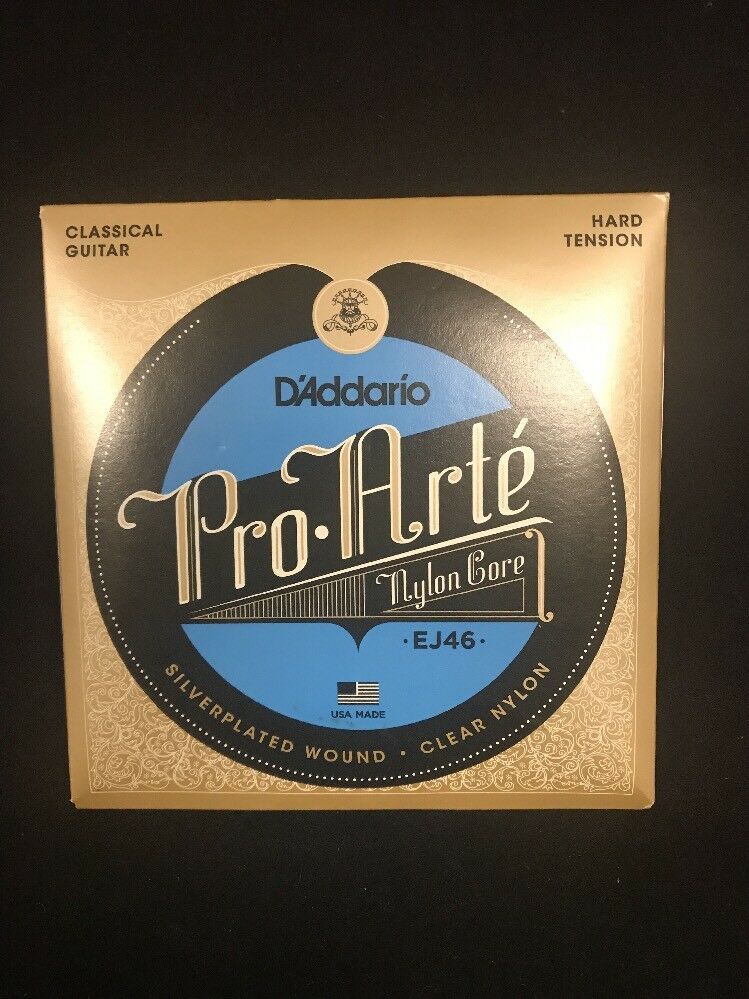 CLASSICAL
GUITAR
HARD
TENSION
D'Addario
Pro·Arté
Nylon Core
·EJ46·
USA MADE
SILVERPLATED WOUND · CLEAR NYLON